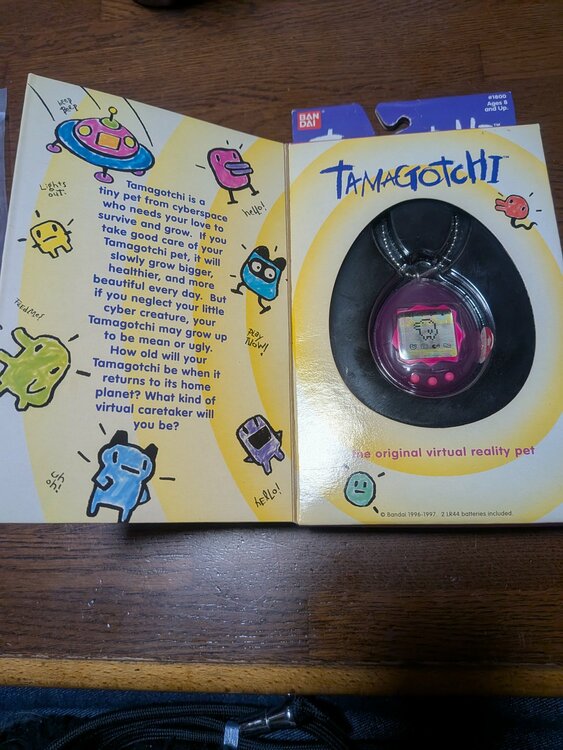 beep
Beep
Lights
out.
hello!
Play
Now!
Pardme!
uh
oh!
hello!
Tamagotchi is a
tiny pet from cyberspace
who needs your love to
survive and grow. If you
take good care of your
Tamagotchi pet, it will
slowly grow bigger,
healthier, and more
beautiful every day. But
if you neglect your little
cyber creature, your
Tamagotchi may grow up
to be mean or ugly.
How old will your
Tamagotchi be when it
returns to its home
planet? What kind of
virtual caretaker will
you be?
BAN
DAI
#1800
Ages 8
and Up.
TAMAGOTCHI™
the original virtual reality pet
© Bandai 1996-1997. 2 LR44 batteries included.